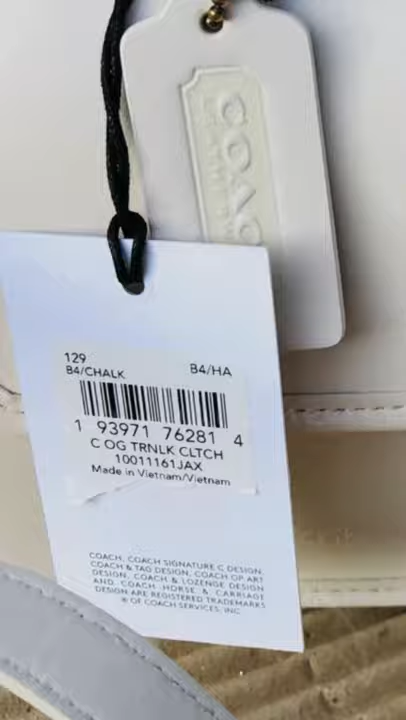 COACH
129
B4/CHALK B4/HA
1 93971 76281 4
C OG TRNLK CLTCH
10011161JAX
Made in Vietnam/Vietnam
COACH, COACH SIGNATURE C DESIGN,
COACH & TAG DESIGN, COACH OP ART
DESIGN, COACH & LOZENGE DESIGN
AND COACH HORSE & CARRIAGE
DESIGN ARE REGISTERED TRADEMARKS
® OF COACH SERVICES, INC.